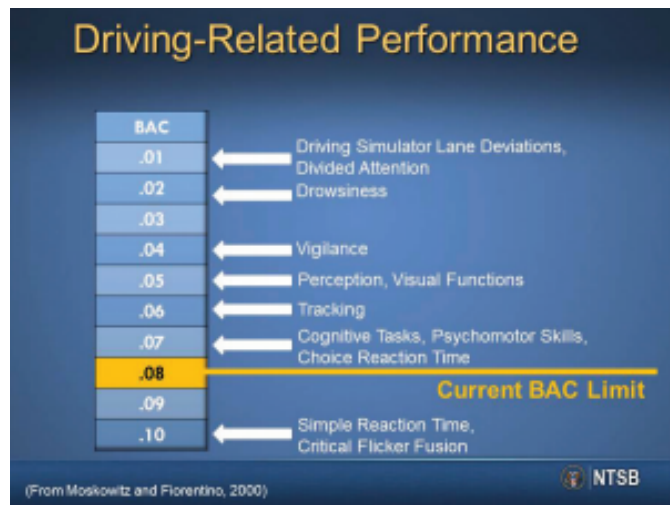 Driving-Related Performance
BAC
.01
Driving Simulator Lane Deviations,
Divided Attention
.02
Drowsiness
.03
.04
Vigilance
.05
Perception, Visual Functions
.06
Tracking
.07
Cognitive Tasks, Psychomotor Skills,
Choice Reaction Time
.08
Current BAC Limit
.09
.10
Simple Reaction Time,
Critical Flicker Fusion
(From Moskowitz and Fiorentino, 2000)
NTSB